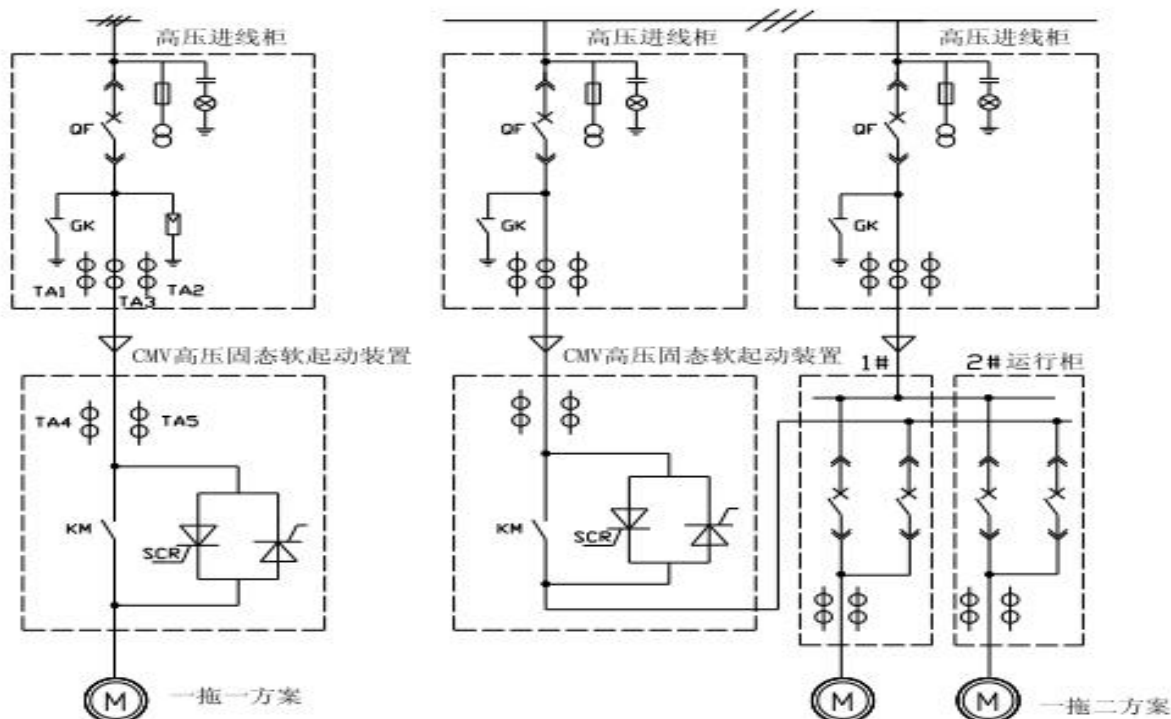 高压进线柜
高压进线柜
高压进线柜
QF
QF
QF
GK
GK
GK
TA1
TA3
TA2
CMV高压固态软起动装置
CMV高压固态软起动装置
1#
2#运行柜
TA4
TA5
KM
SCR
KM
SCR
M
一拖一方案
M
M
一拖二方案